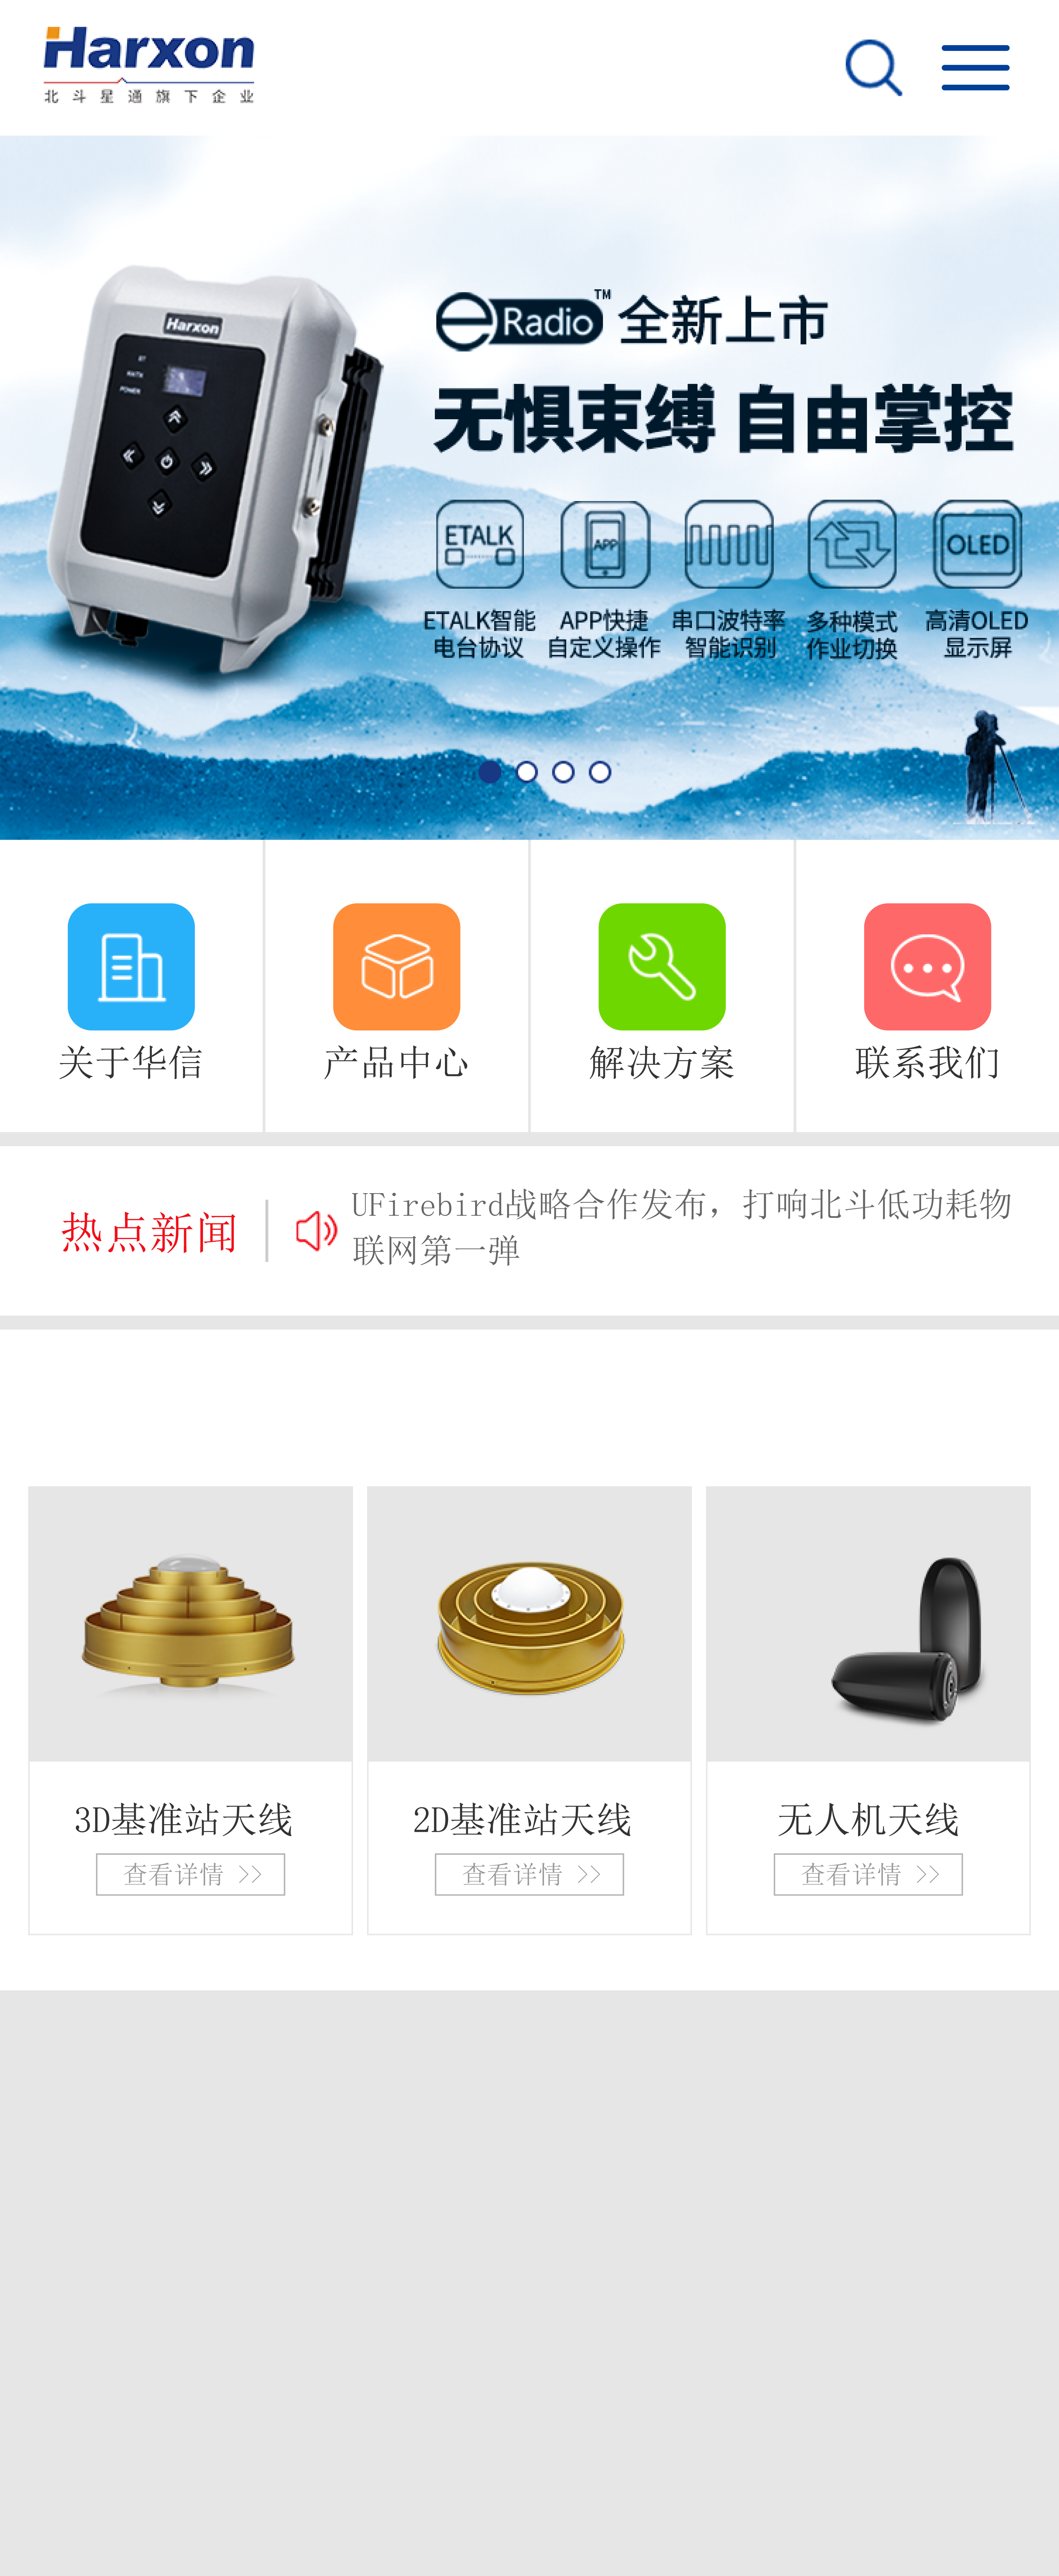 Harxon
北斗星通旗下企业
Harxon
eRadio™ 全新上市
无惧束缚 自由掌控
ETALK
APP
OLED
ETALK智能 APP快捷 串口波特率 多种模式 高清OLED
电台协议 自定义操作 智能识别 作业切换 显示屏
关于华信 产品中心 解决方案 联系我们
热点新闻
UFirebird战略合作发布，打响北斗低功耗物
联网第一弹
3D基准站天线 2D基准站天线 无人机天线
查看详情 >> 查看详情 >> 查看详情 >>